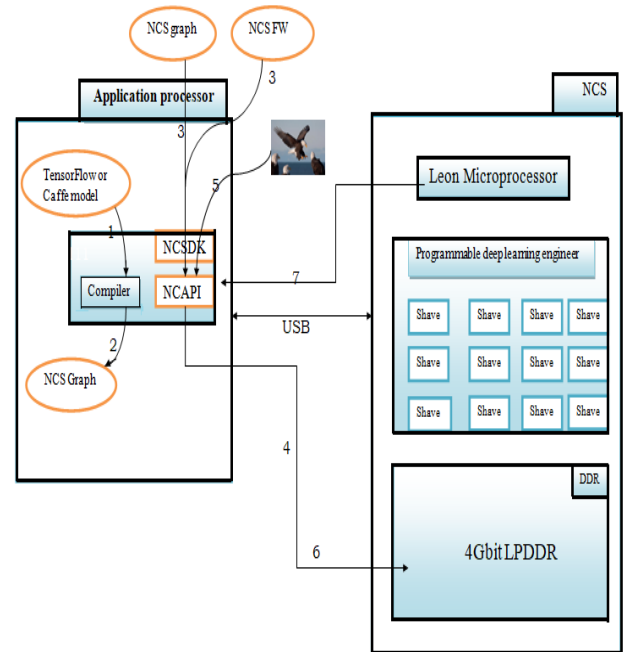 NCS graph
NCS FW
3
3
Application processor
NCS
TensorFlow or
Caffe model
5
Leon Microprocessor
1
NCSDK
Compiler
NCAPI
7
USB
2
NCS Graph
Programmable deep learning engineer
Shave Shave Shave Shave
Shave Shave Shave Shave
Shave Shave Shave Shave
4
DDR
6
4Gbit LPDDR